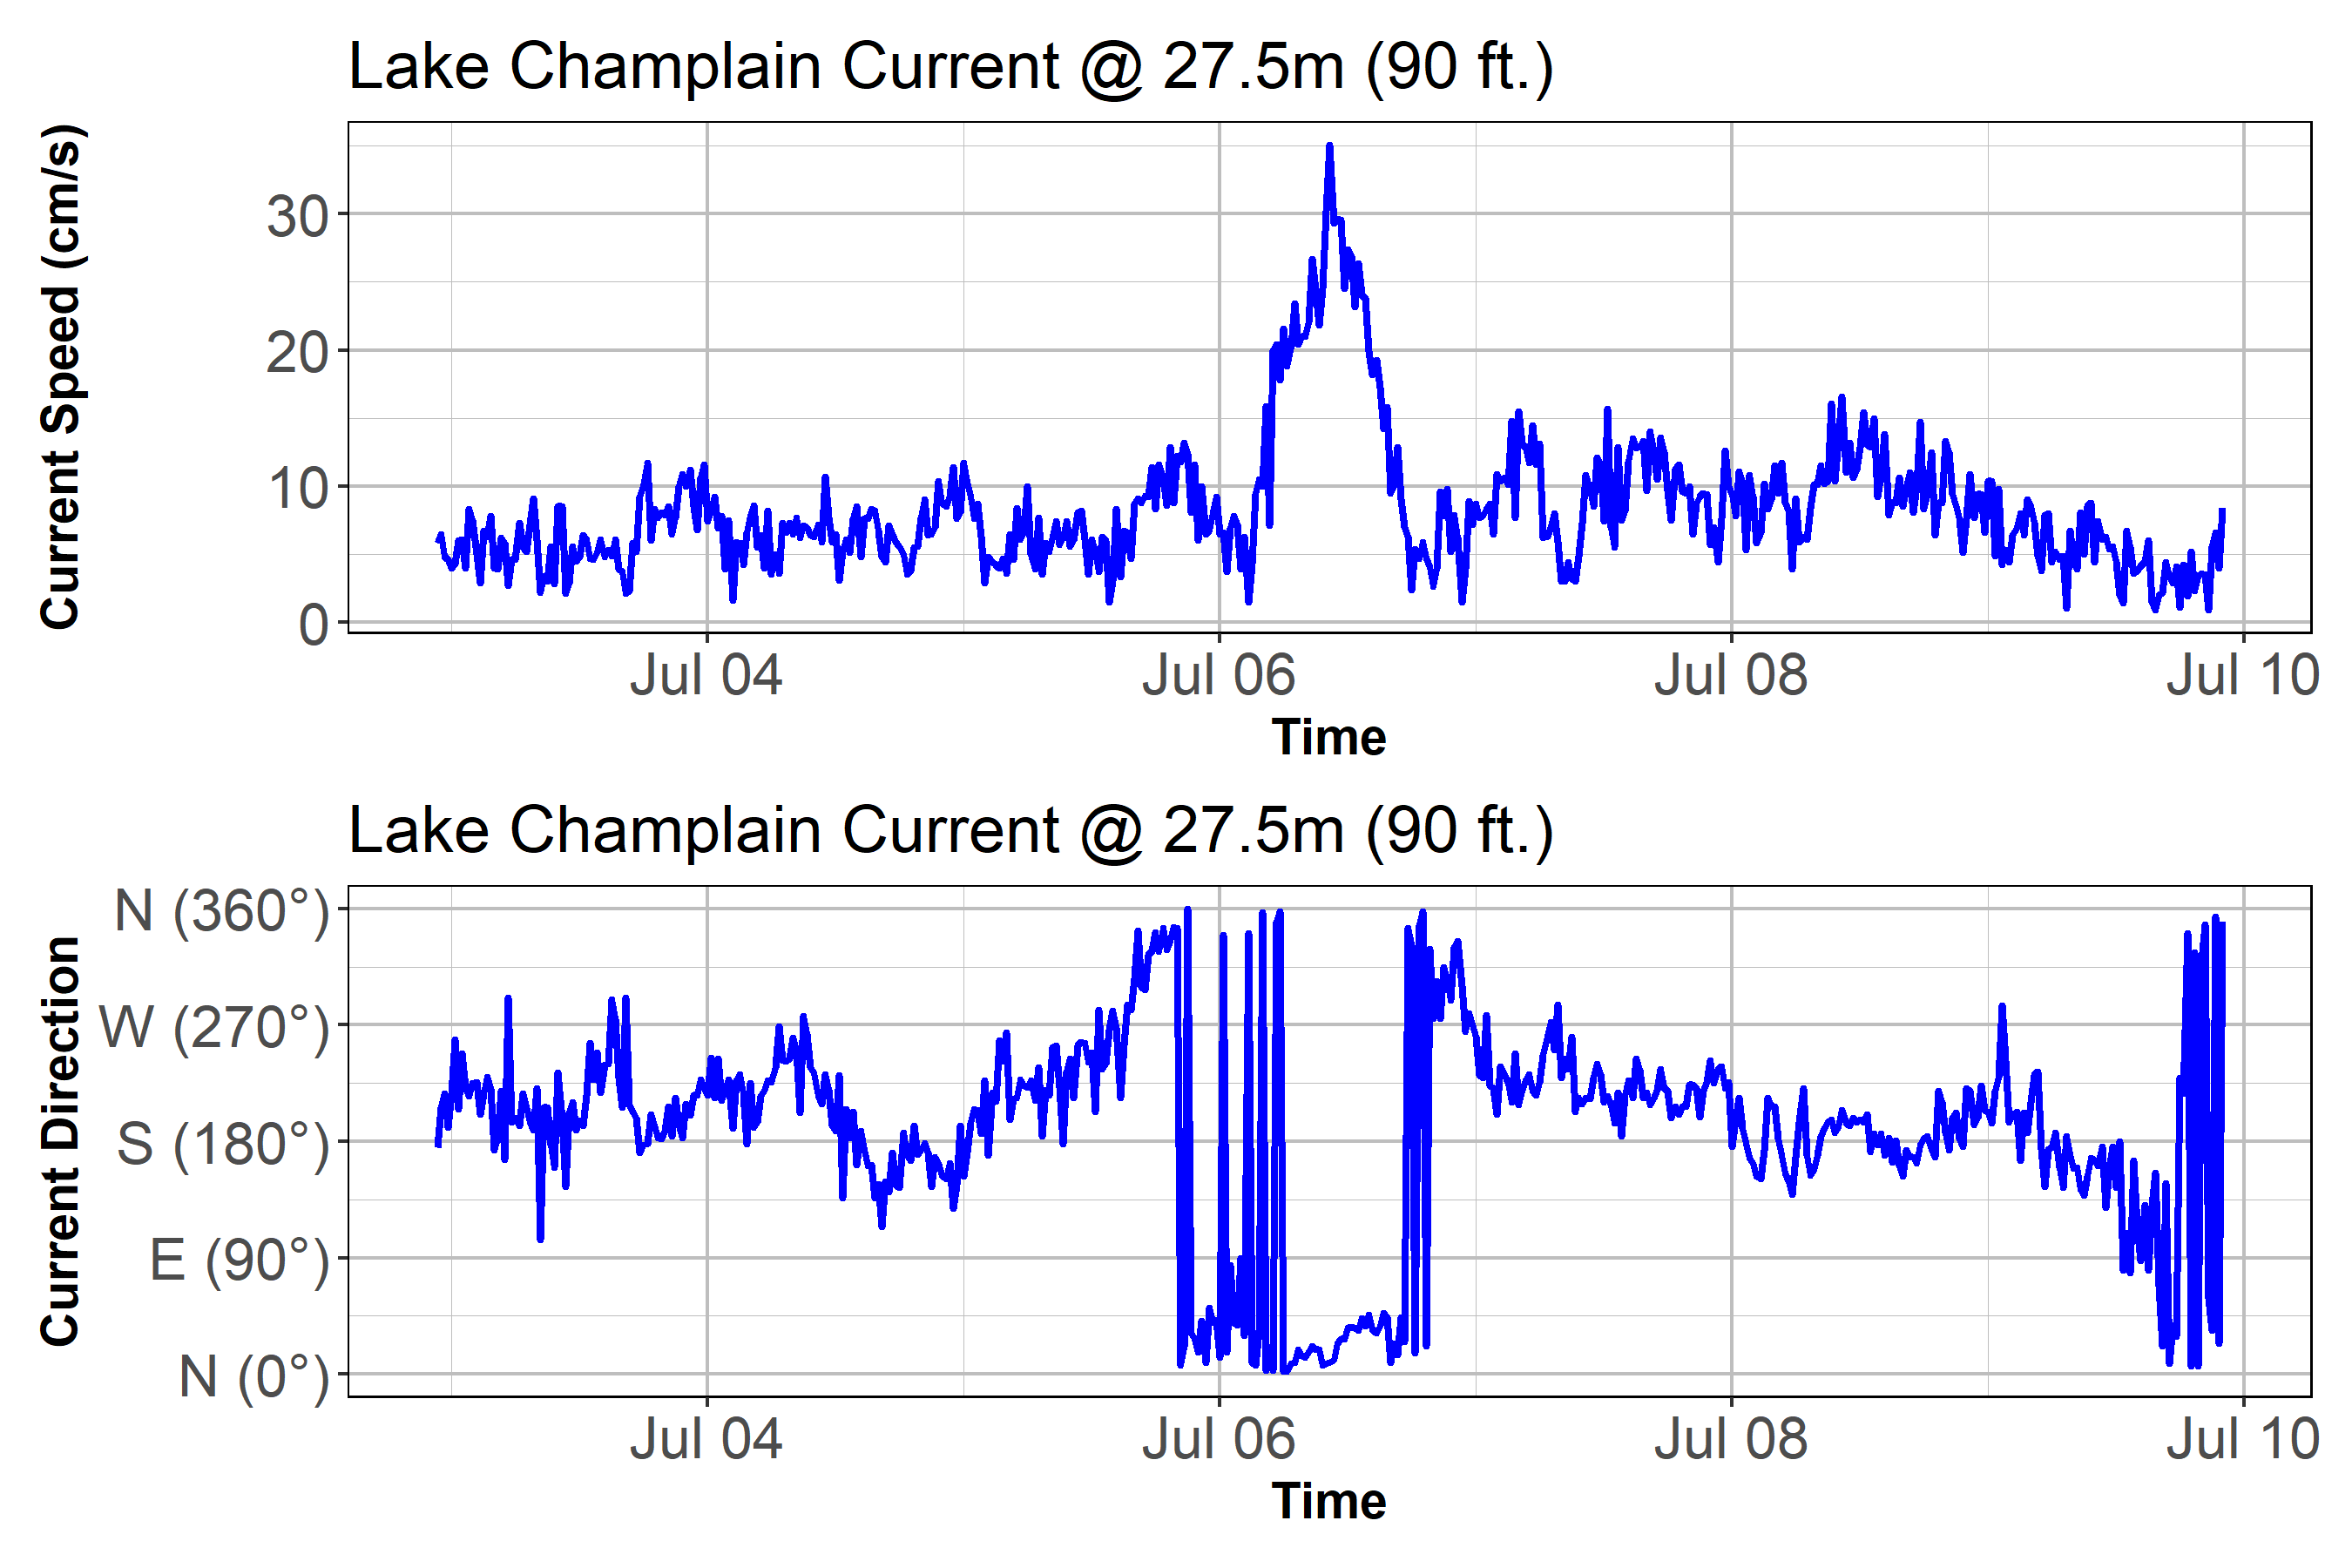 Lake Champlain Current @ 27.5m (90 ft.)
Current Speed (cm/s)
30
20
10
0
Jul 04 Jul 06 Jul 08 Jul 10
Time
Lake Champlain Current @ 27.5m (90 ft.)
Current Direction
N (360°)
W (270°)
S (180°)
E (90°)
N (0°)
Jul 04 Jul 06 Jul 08 Jul 10
Time